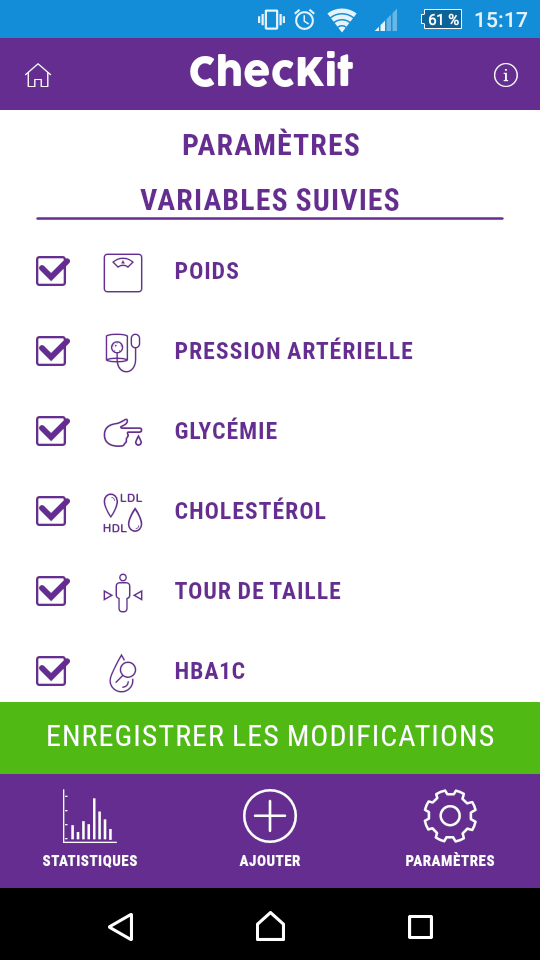 61 % 15:17
ChecKit
PARAMÈTRES
VARIABLES SUIVIES
POIDS
PRESSION ARTÉRIELLE
GLYCÉMIE
LDL
HDL
CHOLESTÉROL
TOUR DE TAILLE
HBA1C
ENREGISTRER LES MODIFICATIONS
STATISTIQUES AJOUTER PARAMÈTRES